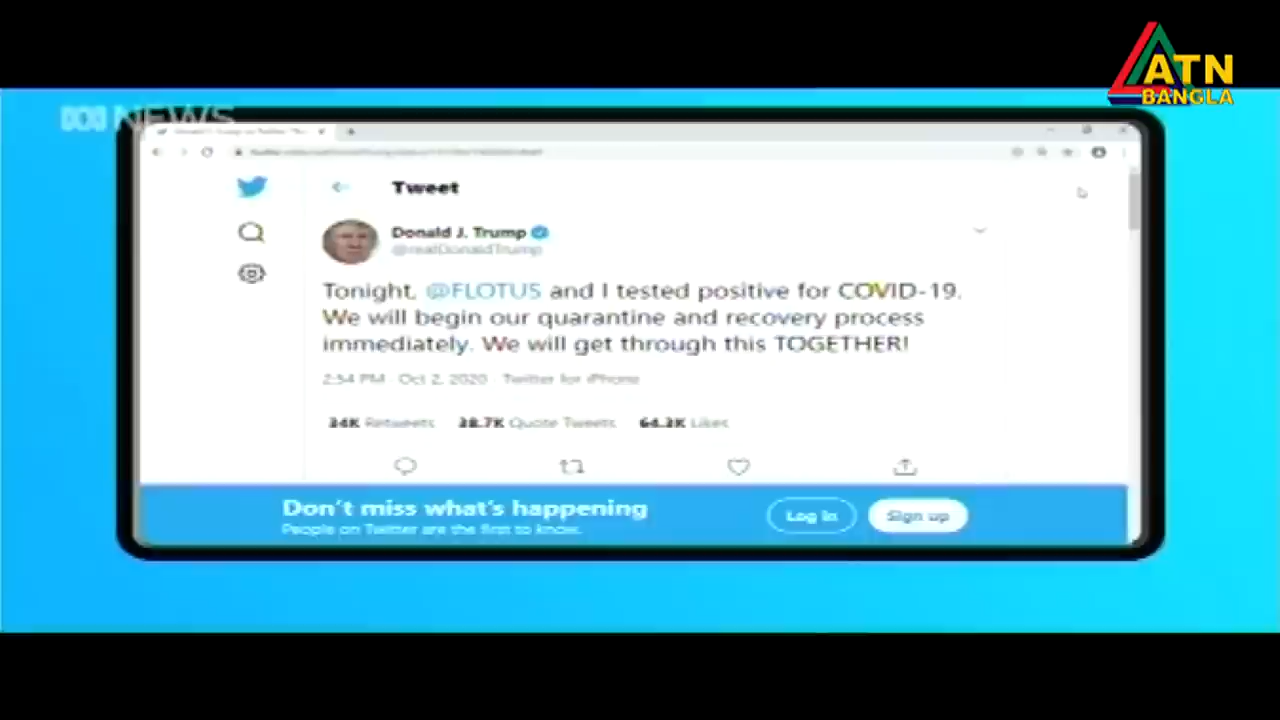 ATN
BANGLA
NEWS
Tweet
Donald J. Trump
@realDonaldTrump
Tonight, @FLOTUS and I tested positive for COVID-19.
We will begin our quarantine and recovery process
immediately. We will get through this TOGETHER!
2:54 PM · Oct 2, 2020 · Twitter for iPhone
34K Retweets 38.7K Quote Tweets 64.3K Likes
Don't miss what's happening
People on Twitter are the first to know.
Log in
Sign up